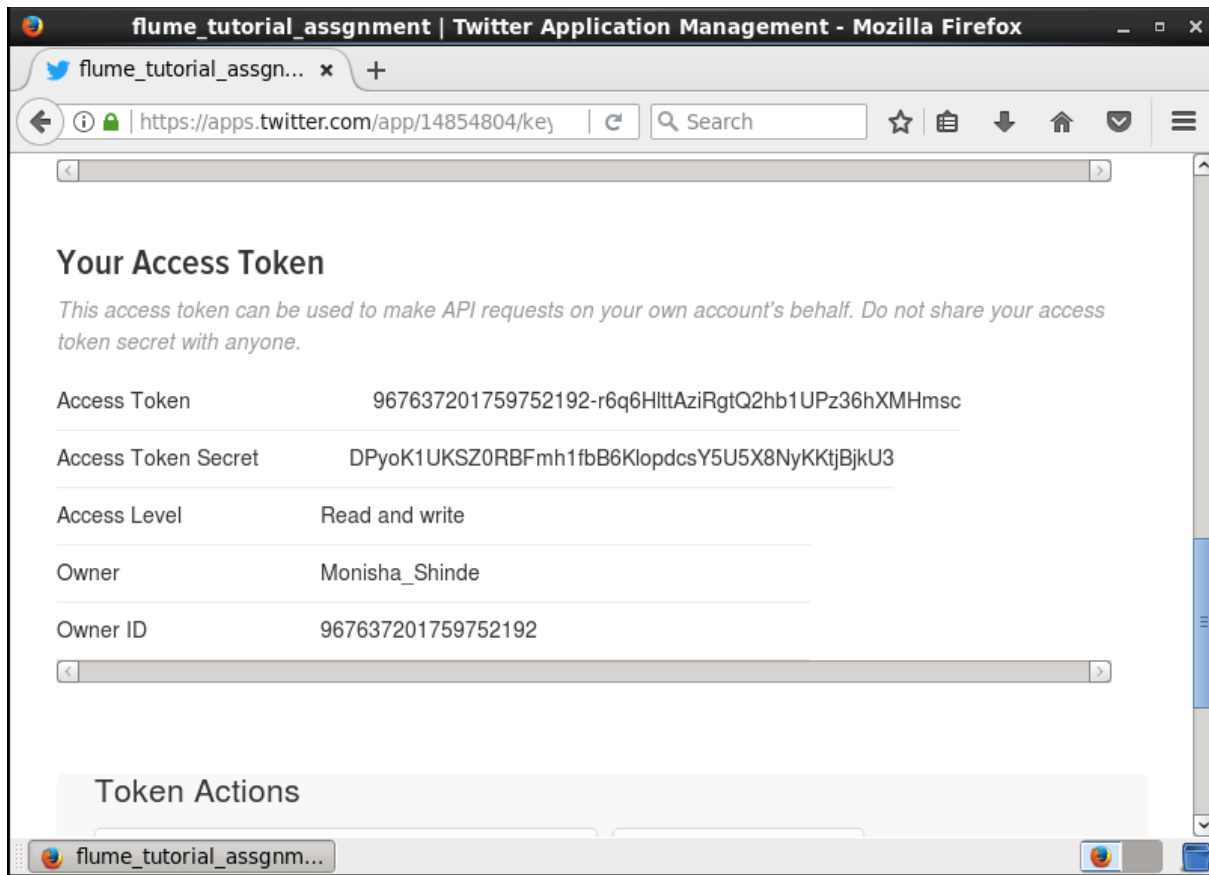 flume_tutorial_assgnment | Twitter Application Management - Mozilla Firefox
flume_tutorial_assgn...
https://apps.twitter.com/app/14854804/key
Search
Your Access Token
This access token can be used to make API requests on your own account's behalf. Do not share your access
token secret with anyone.
Access Token
Access Token Secret
Access Level Read and write
Owner Monisha_Shinde
Owner ID 967637201759752192
Token Actions
flume_tutorial_assgnm...